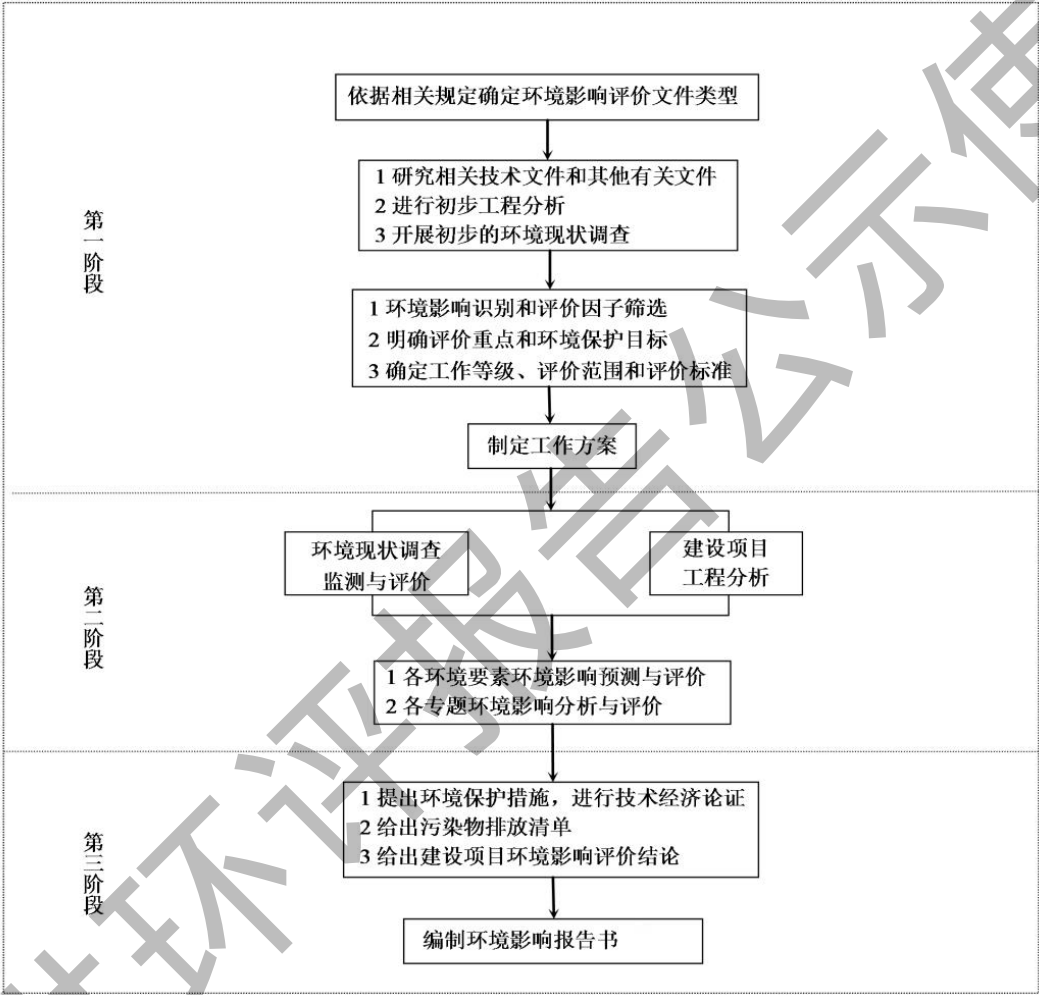 依据相关规定确定环境影响评价文件类型
第一阶段
1 研究相关技术文件和其他有关文件
2 进行初步工程分析
3 开展初步的环境现状调查
1 环境影响识别和评价因子筛选
2 明确评价重点和环境保护目标
3 确定工作等级、评价范围和评价标准
制定工作方案
第二阶段
环境现状调查
监测与评价
建设项目
工程分析
1 各环境要素环境影响预测与评价
2 各专题环境影响分析与评价
第三阶段
1 提出环境保护措施，进行技术经济论证
2 给出污染物排放清单
3 给出建设项目环境影响评价结论
编制环境影响报告书
环评报告公示使